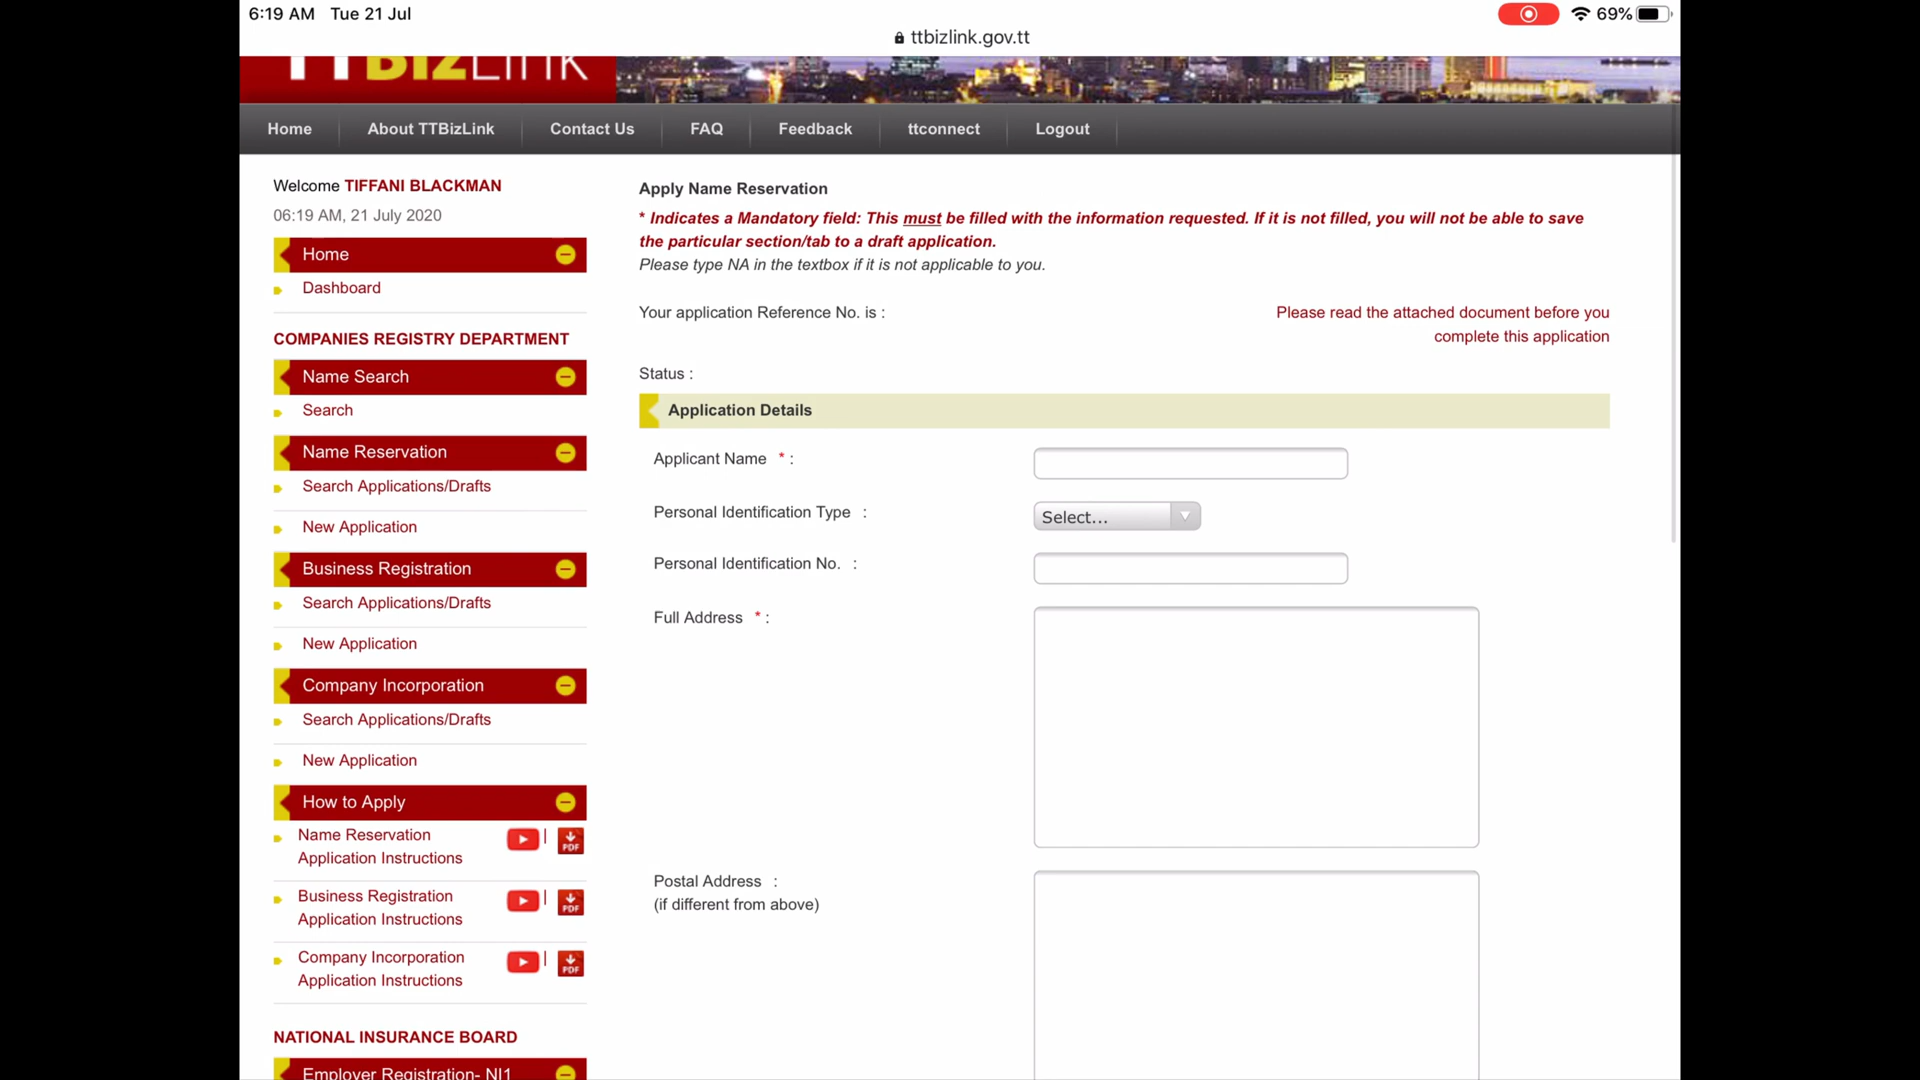 6:19 AM Tue 21 Jul
69%
ttbizlink.gov.tt
TTBIZLINK
Home
About TTBizLink
Contact Us
FAQ
Feedback
ttconnect
Logout
Welcome TIFFANI BLACKMAN
06:19 AM, 21 July 2020
Home
Dashboard
COMPANIES REGISTRY DEPARTMENT
Name Search
Search
Name Reservation
Search Applications/Drafts
New Application
Business Registration
Search Applications/Drafts
New Application
Company Incorporation
Search Applications/Drafts
New Application
How to Apply
Name Reservation
Application Instructions
PDF
Business Registration
Application Instructions
PDF
Company Incorporation
Application Instructions
PDF
NATIONAL INSURANCE BOARD
Employer Registration- NI1
Apply Name Reservation
* Indicates a Mandatory field: This must be filled with the information requested. If it is not filled, you will not be able to save
the particular section/tab to a draft application.
Please type NA in the textbox if it is not applicable to you.
Your application Reference No. is :
Please read the attached document before you
complete this application
Status :
Application Details
Applicant Name * :
Personal Identification Type :
Select...
Personal Identification No. :
Full Address * :
Postal Address :
(if different from above)